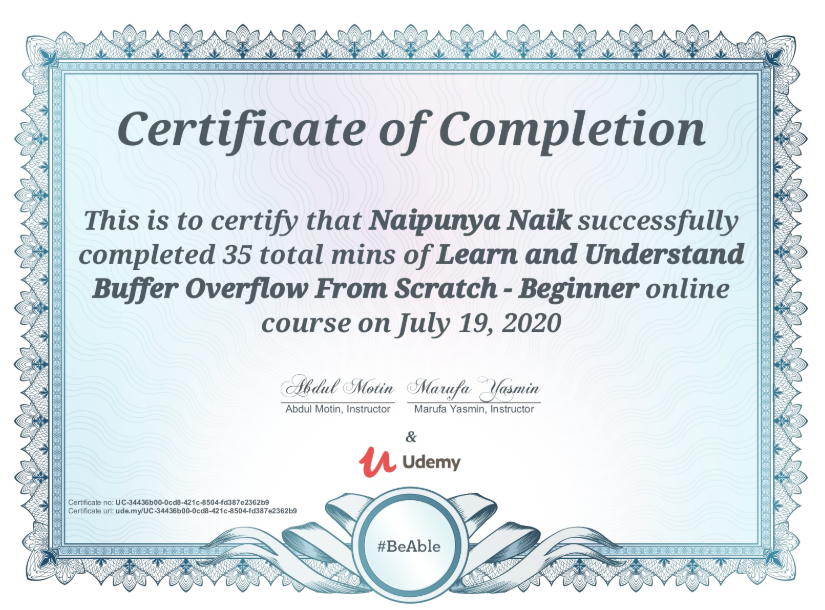 Certificate of Completion
This is to certify that Naipunya Naik successfully
completed 35 total mins of Learn and Understand
Buffer Overflow From Scratch - Beginner online
course on July 19, 2020
Abdul Motin Marufa Yasmin
Abdul Motin, Instructor Marufa Yasmin, Instructor
&
Udemy
Certificate no: UC-34436b00-0cd8-421c-8504-fd387e2362b9
Certificate url: ude.my/UC-34436b00-0cd8-421c-8504-fd387e2362b9
#BeAble